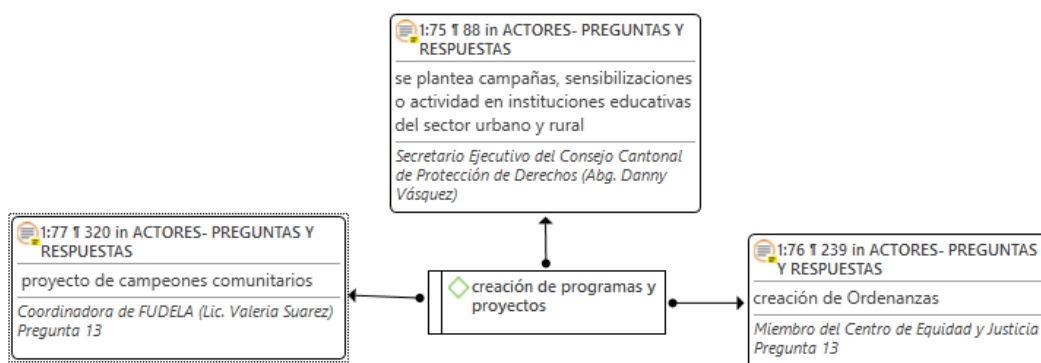 1:75 ¶ 88 in ACTORES- PREGUNTAS Y
RESPUESTAS
se plantea campañas, sensibilizaciones
o actividad en instituciones educativas
del sector urbano y rural
Secretario Ejecutivo del Consejo Cantonal
de Protección de Derechos (Abg. Danny
Vásquez)
1:77 ¶ 320 in ACTORES- PREGUNTAS Y
RESPUESTAS
proyecto de campeones comunitarios
Coordinadora de FUDELA (Lic. Valeria Suarez)
Pregunta 13
creación de programas y
proyectos
1:76 ¶ 239 in ACTORES- PREGUNTAS
Y RESPUESTAS
creación de Ordenanzas
Miembro del Centro de Equidad y Justicia
Pregunta 13